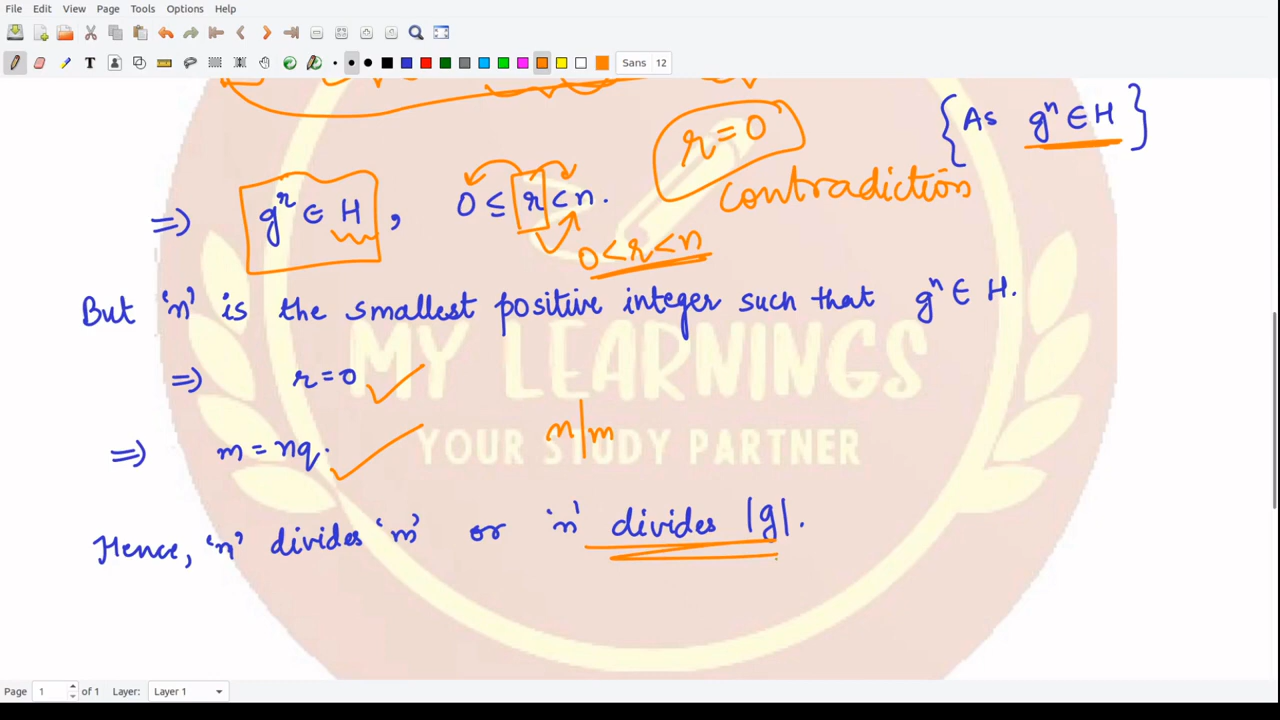 File Edit View Page Tools Options Help
Sans 12
{As gⁿ ∈ H}
r=0
contradiction
⇒ gʳ ∈ H, 0 ≤ r < n.
0<r<n
But 'n' is the smallest positive integer such that gⁿ ∈ H.
⇒ r=0
MY LEARNINGS
⇒ m = nq.
n|m
YOUR STUDY PARTNER
Hence, 'n' divides 'm' or 'n' divides |g|.
Page 1 of 1 Layer: Layer 1